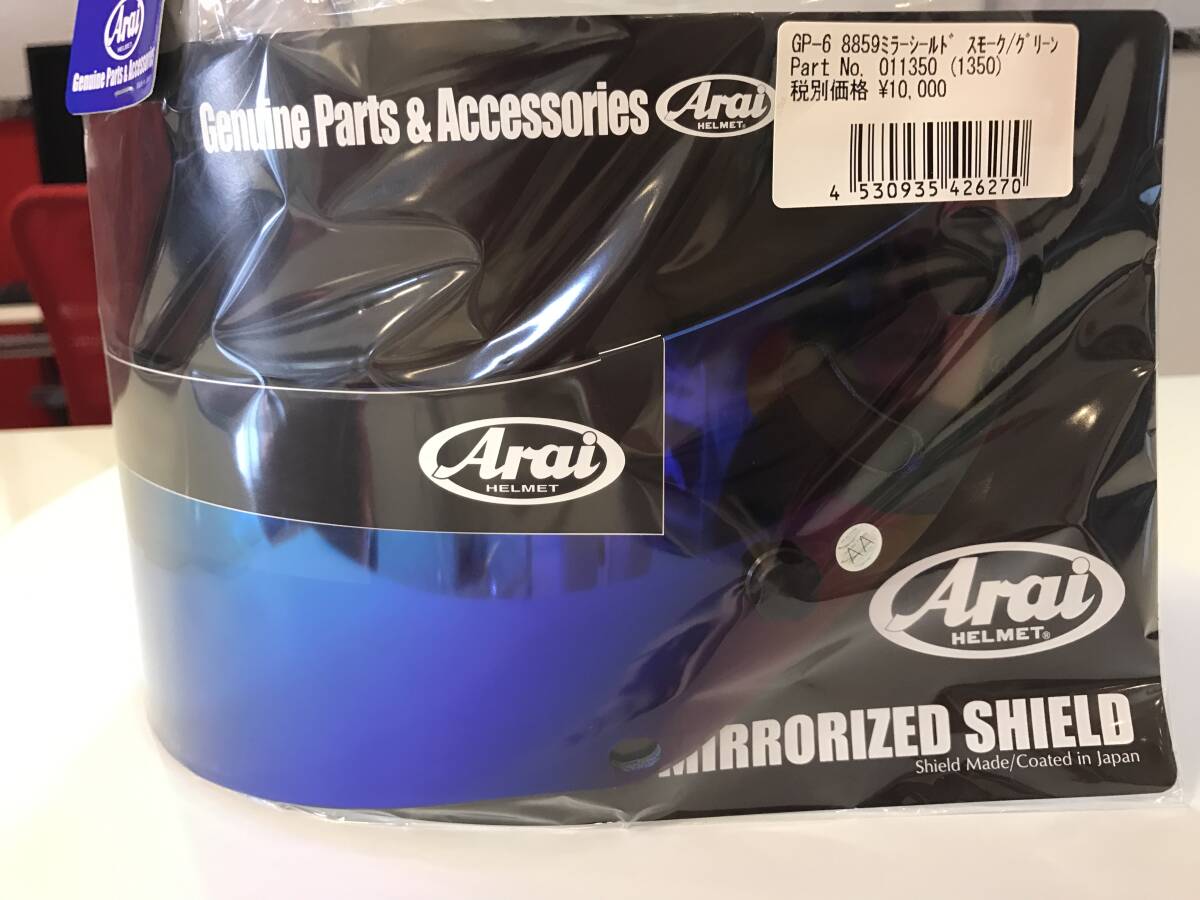 Arai
HELMET
Genuine Parts & Accessories
Genuine Parts & Accessories Arai
HELMET®
GP-6 8859ミラーシールド スモーク/グリーン
Part No. 011350 (1350)
税別価格 ¥10,000
4 530935 426270
Arai
HELMET
AA
Arai
HELMET®
MIRRORIZED SHIELD
Shield Made/Coated in Japan